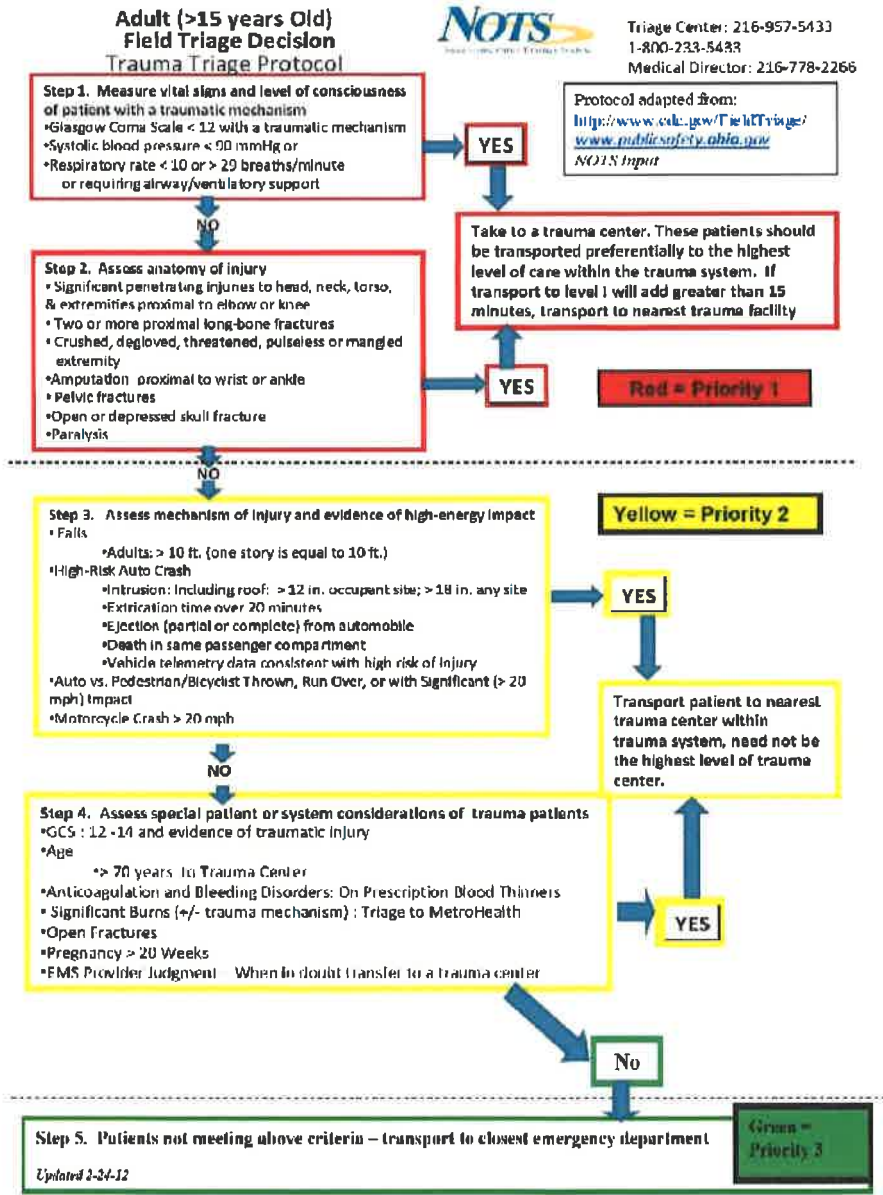 Adult (>15 years Old)
Field Triage Decision
Trauma Triage Protocol
NOTS
Triage Center: 216-957-5433
1-800-233-5433
Medical Director: 216-778-2266
Protocol adapted from:
http://www.cdc.gov/FieldTriage/
www.publicsafety.ohio.gov
NOTS Input
Step 1. Measure vital signs and level of consciousness
of patient with a traumatic mechanism
•Glasgow Coma Scale < 12 with a traumatic mechanism
•Systolic blood pressure < 90 mmHg or
•Respiratory rate < 10 or > 29 breaths/minute
or requiring airway/ventilatory support
YES
NO
Take to a trauma center. These patients should
be transported preferentially to the highest
level of care within the trauma system. If
transport to level I will add greater than 15
minutes, transport to nearest trauma facility
Step 2. Assess anatomy of injury
• Significant penetrating injuries to head, neck, torso,
& extremities proximal to elbow or knee
• Two or more proximal long-bone fractures
• Crushed, degloved, threatened, pulseless or mangled
extremity
•Amputation proximal to wrist or ankle
• Pelvic fractures
•Open or depressed skull fracture
•Paralysis
YES
Red = Priority 1
NO
Yellow = Priority 2
Step 3. Assess mechanism of injury and evidence of high-energy impact
• Falls
•Adults: > 10 ft. (one story is equal to 10 ft.)
•High-Risk Auto Crash
•Intrusion: Including roof: > 12 in. occupant site; > 18 in. any site
•Extrication time over 20 minutes
•Ejection (partial or complete) from automobile
•Death in same passenger compartment
•Vehicle telemetry data consistent with high risk of injury
•Auto vs. Pedestrian/Bicyclist Thrown, Run Over, or with Significant (> 20
mph) Impact
•Motorcycle Crash > 20 mph
YES
Transport patient to nearest
trauma center within
trauma system, need not be
the highest level of traume
center.
NO
Step 4. Assess special patient or system considerations of trauma patients
•GCS : 12 -14 and evidence of traumatic injury
•Age
•> 70 years To Trauma Center
•Anticoagulation and Bleeding Disorders: On Prescription Blood Thinners
• Significant Burns (+/- trauma mechanism) : Triage to MetroHealth
•Open Fractures
•Pregnancy > 20 Weeks
•EMS Provider Judgment – When in doubt transfer to a trauma center
YES
No
Step 5. Patients not meeting above criteria – transport to closest emergency department
Updated 2-24-12
Green =
Priority 3